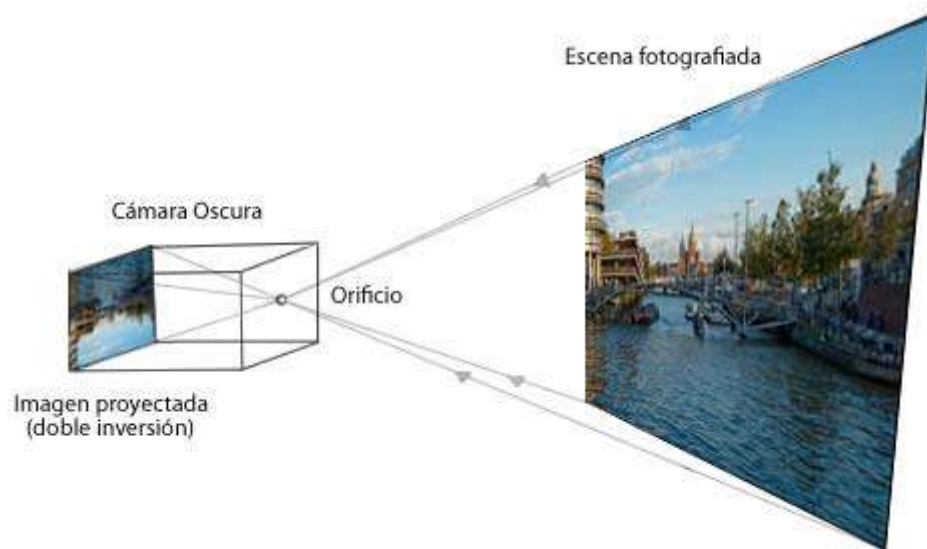 Escena fotografiada
Cámara Oscura
Orificio
Imagen proyectada
(doble inversión)